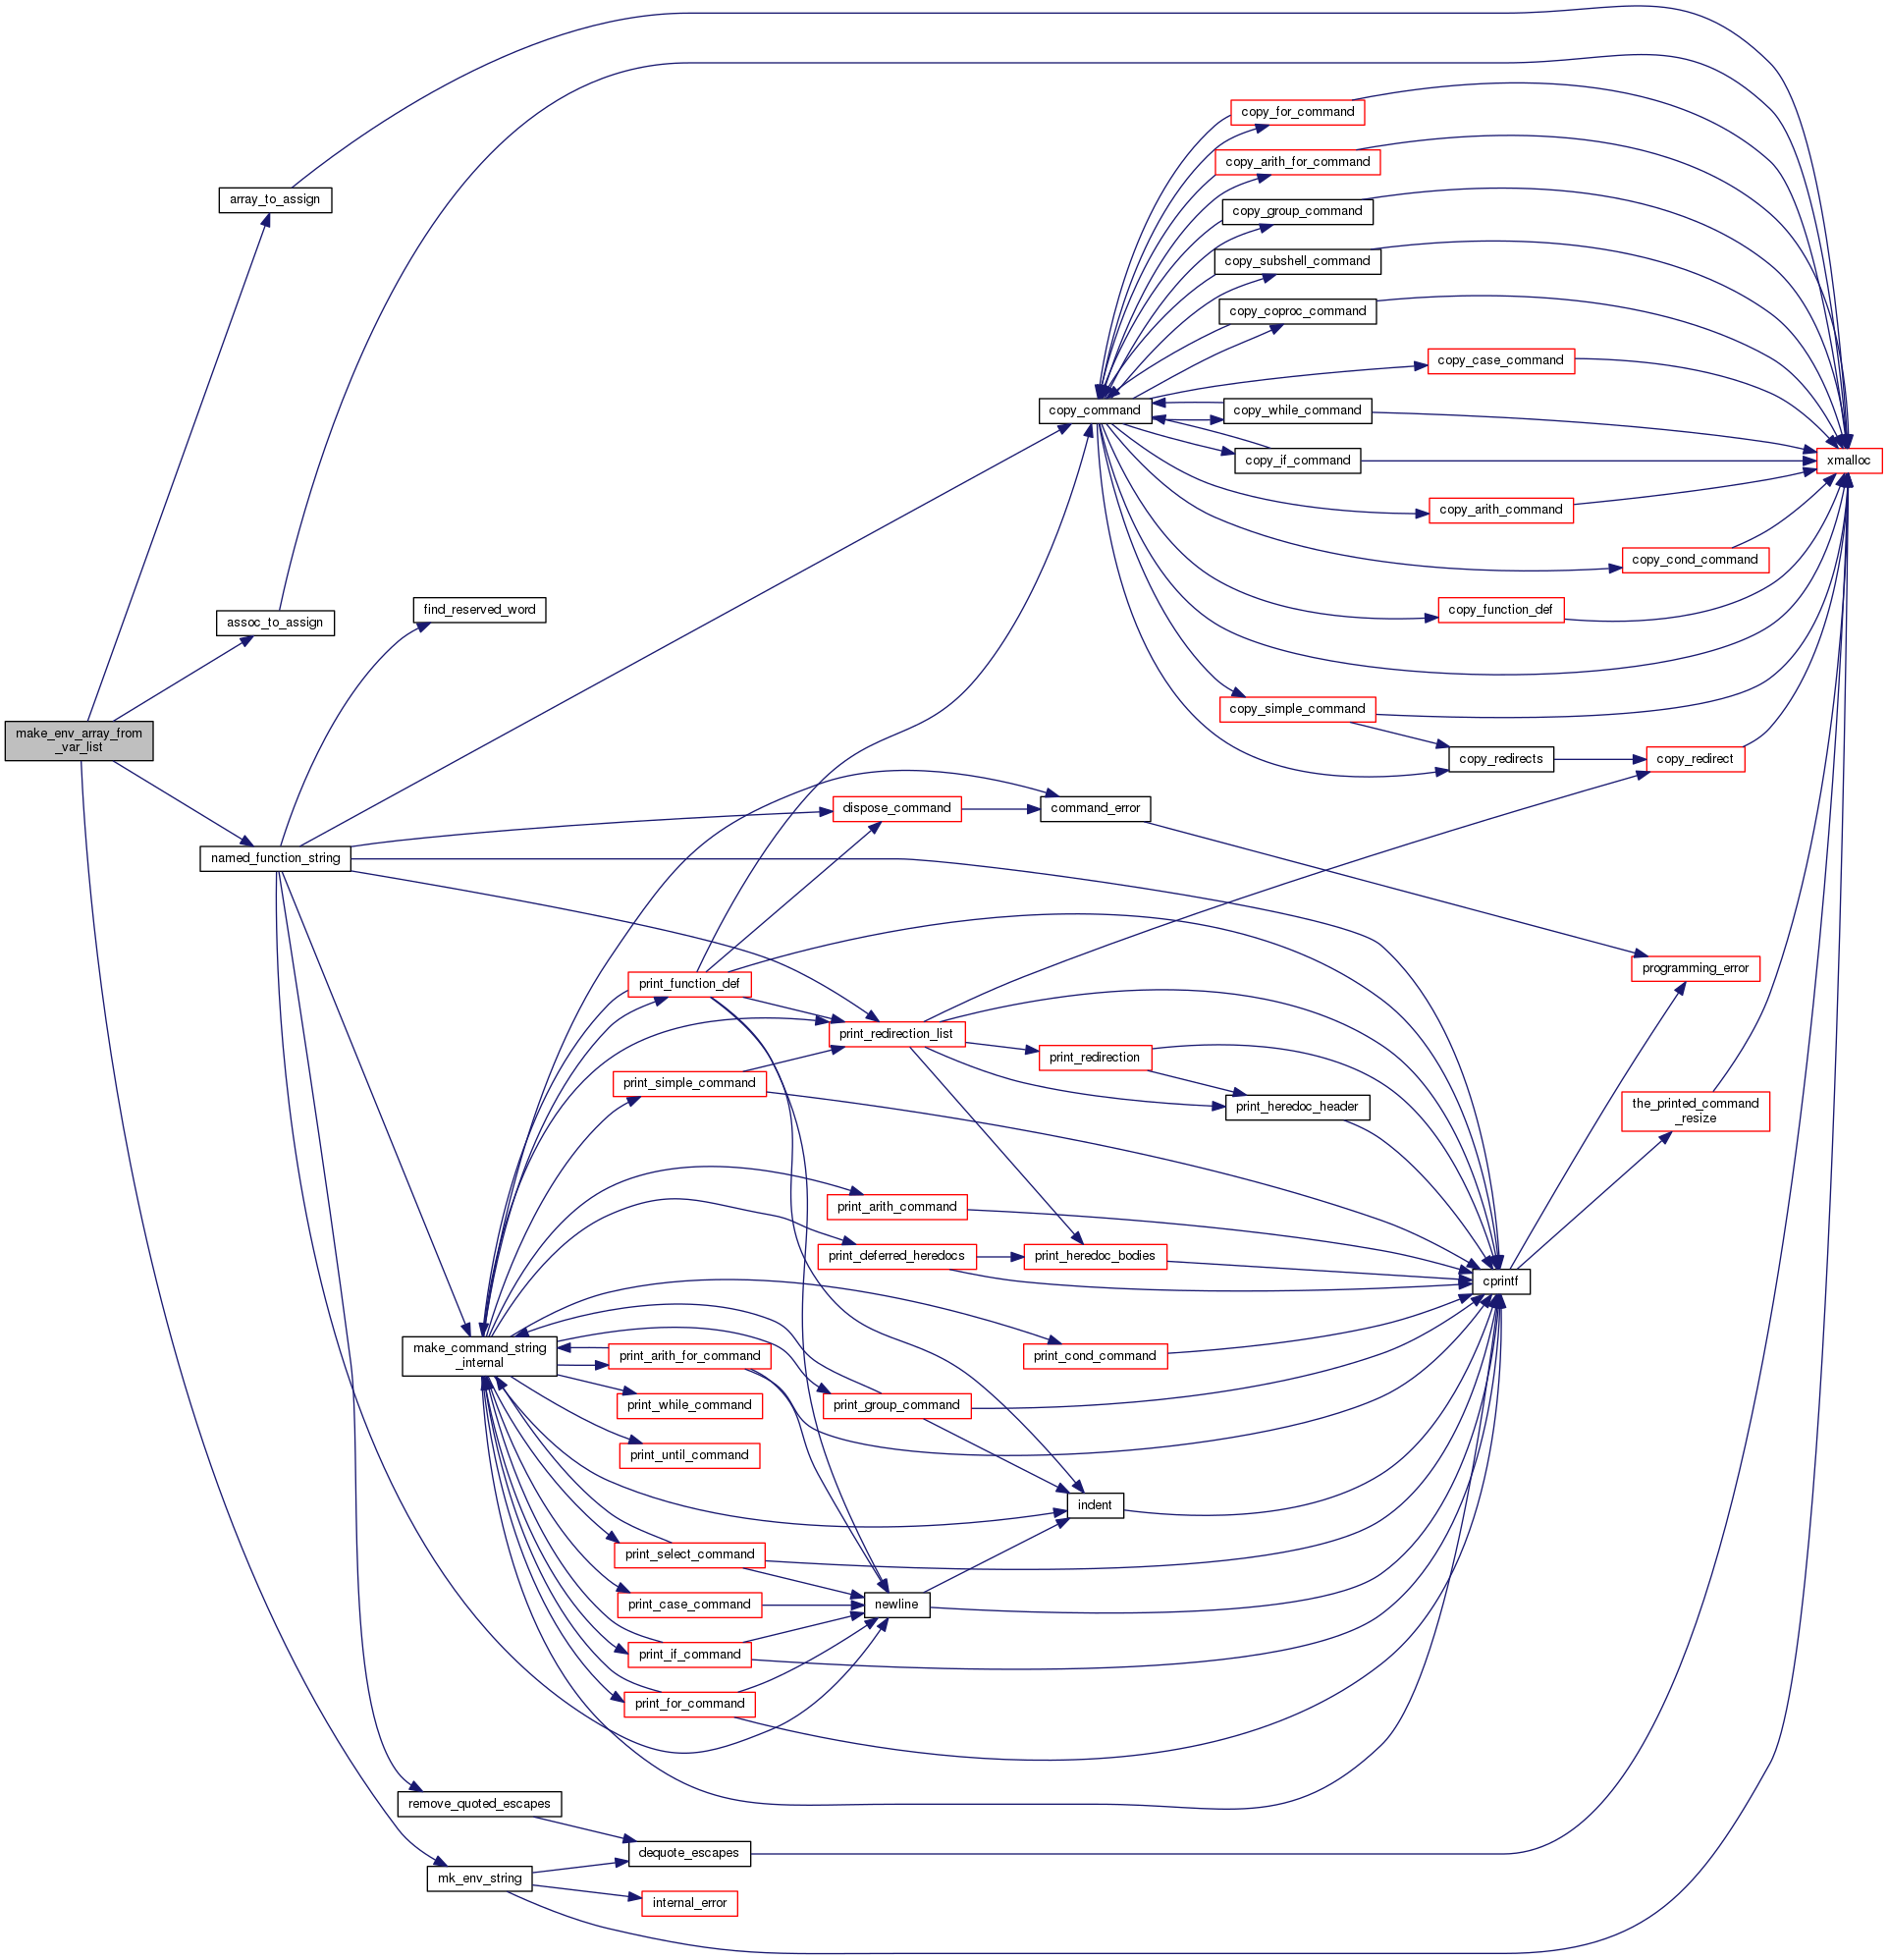 copy_for_command
copy_arith_for_command
array_to_assign
copy_group_command
copy_subshell_command
copy_coproc_command
copy_case_command
copy_command
copy_while_command
copy_if_command
xmalloc
copy_arith_command
copy_cond_command
find_reserved_word
copy_function_def
assoc_to_assign
copy_simple_command
make_env_array_from
_var_list
copy_redirects
copy_redirect
dispose_command
command_error
named_function_string
programming_error
print_function_def
print_redirection_list
print_redirection
print_simple_command
print_heredoc_header
the_printed_command
_resize
print_arith_command
print_deferred_heredocs
print_heredoc_bodies
cprintf
make_command_string
_internal
print_arith_for_command
print_cond_command
print_while_command
print_group_command
print_until_command
indent
print_select_command
print_case_command
newline
print_if_command
print_for_command
remove_quoted_escapes
dequote_escapes
mk_env_string
internal_error